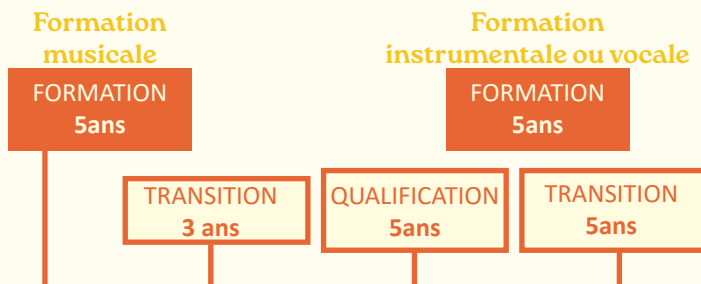 Formation
musicale
FORMATION
5ans
TRANSITION
3 ans
Formation
instrumentale ou vocale
FORMATION
5ans
QUALIFICATION
5ans
TRANSITION
5ans